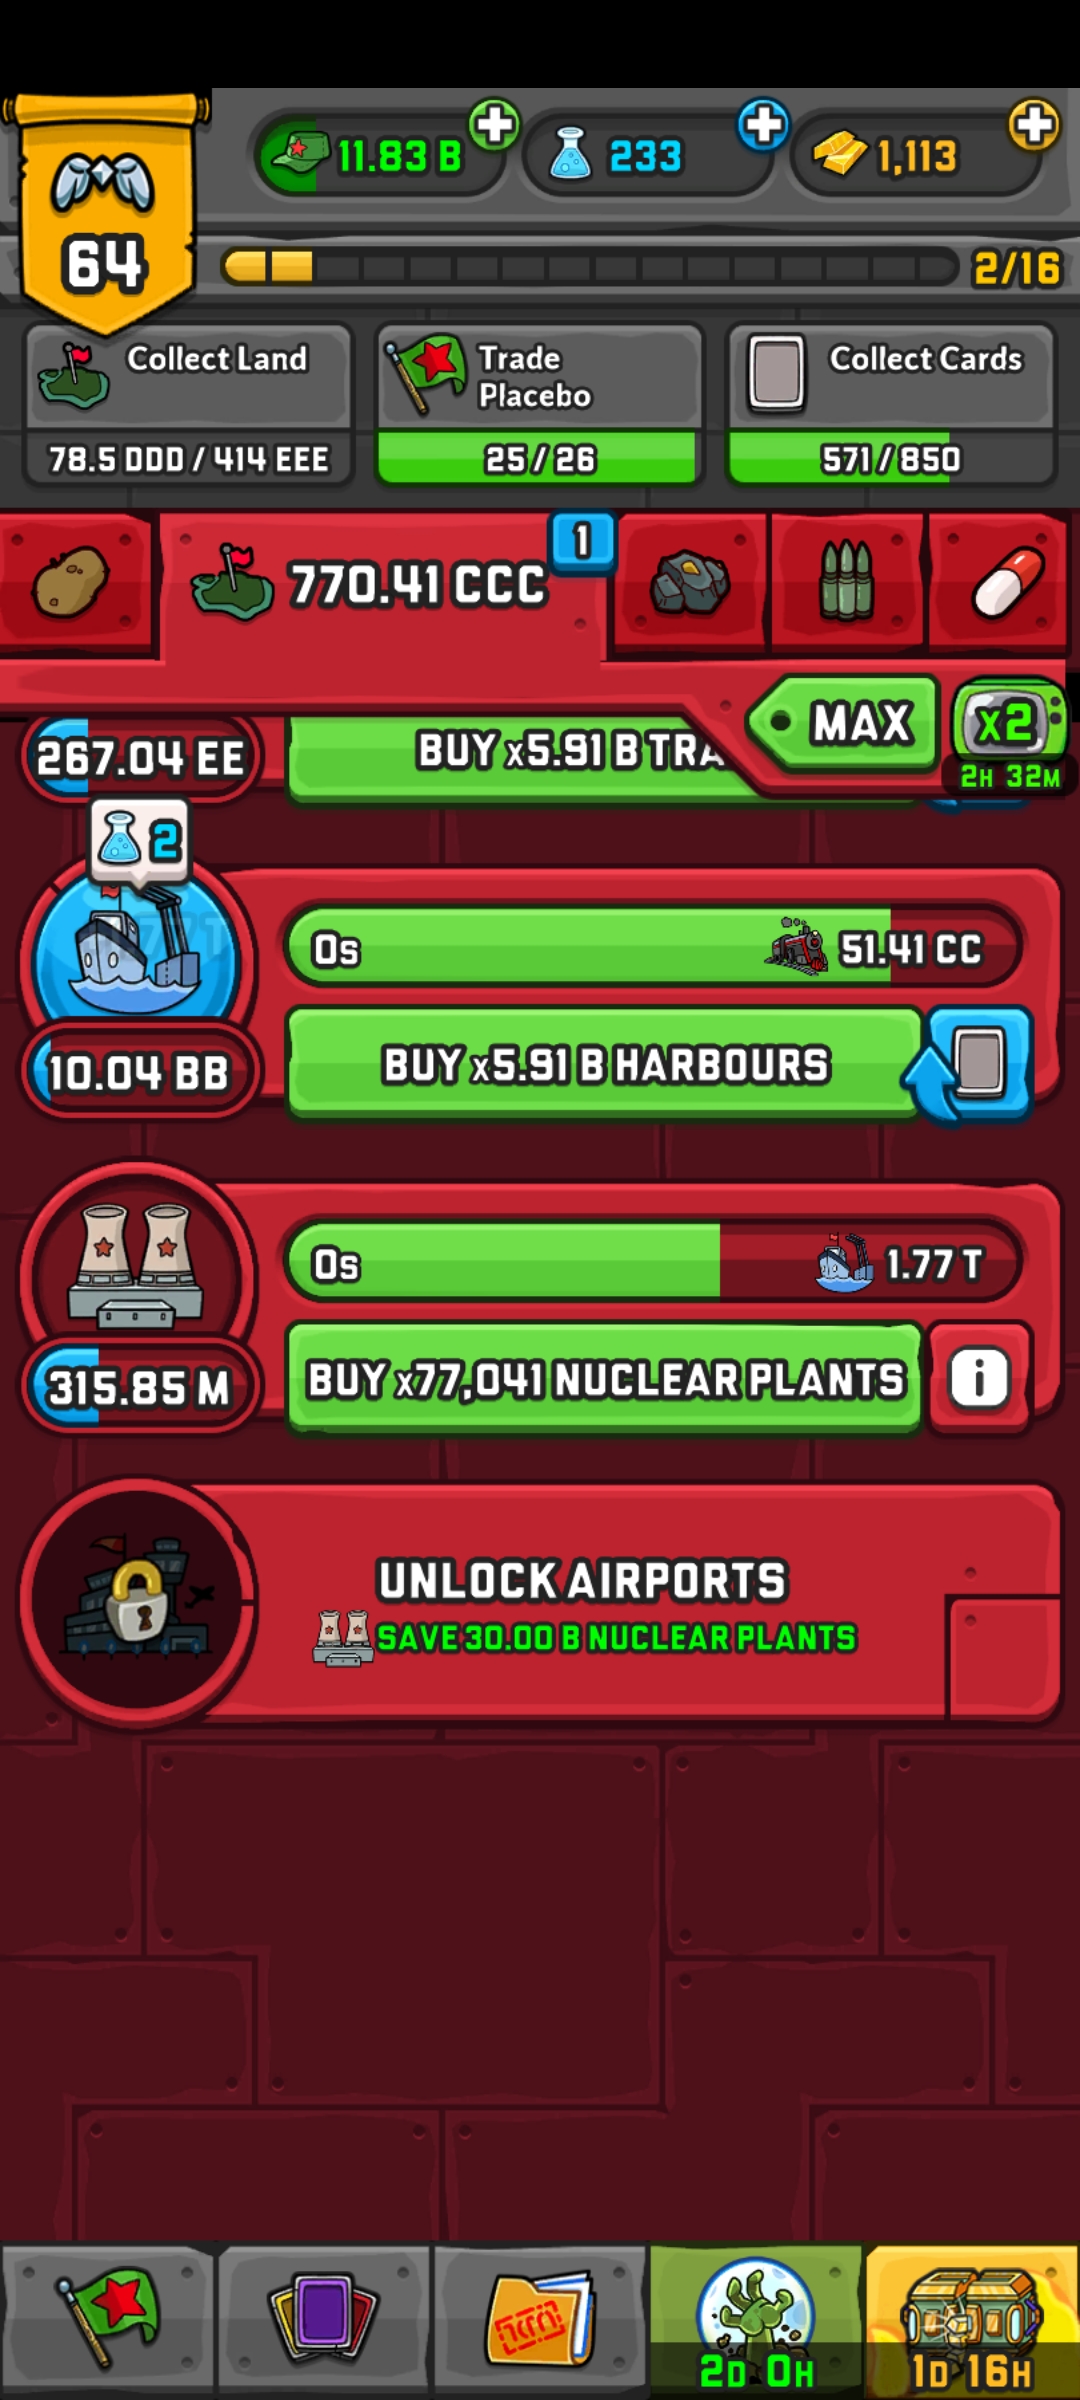 11.83 B
233
1,113
64
2/16
Collect Land
78.5 DDD / 414 EEE
Trade
Placebo
25 / 26
Collect Cards
571 / 850
770.41 CCC
1
MAX
x2
2H 32M
267.04 EE
BUY x5.91 B TRA
2
0s
51.41 CC
10.04 BB
BUY x5.91 B HARBOURS
0s
1.77 T
315.85 M
BUY x77,041 NUCLEAR PLANTS
i
UNLOCK AIRPORTS
SAVE 30.00 B NUCLEAR PLANTS
2D 0H
1D 16H